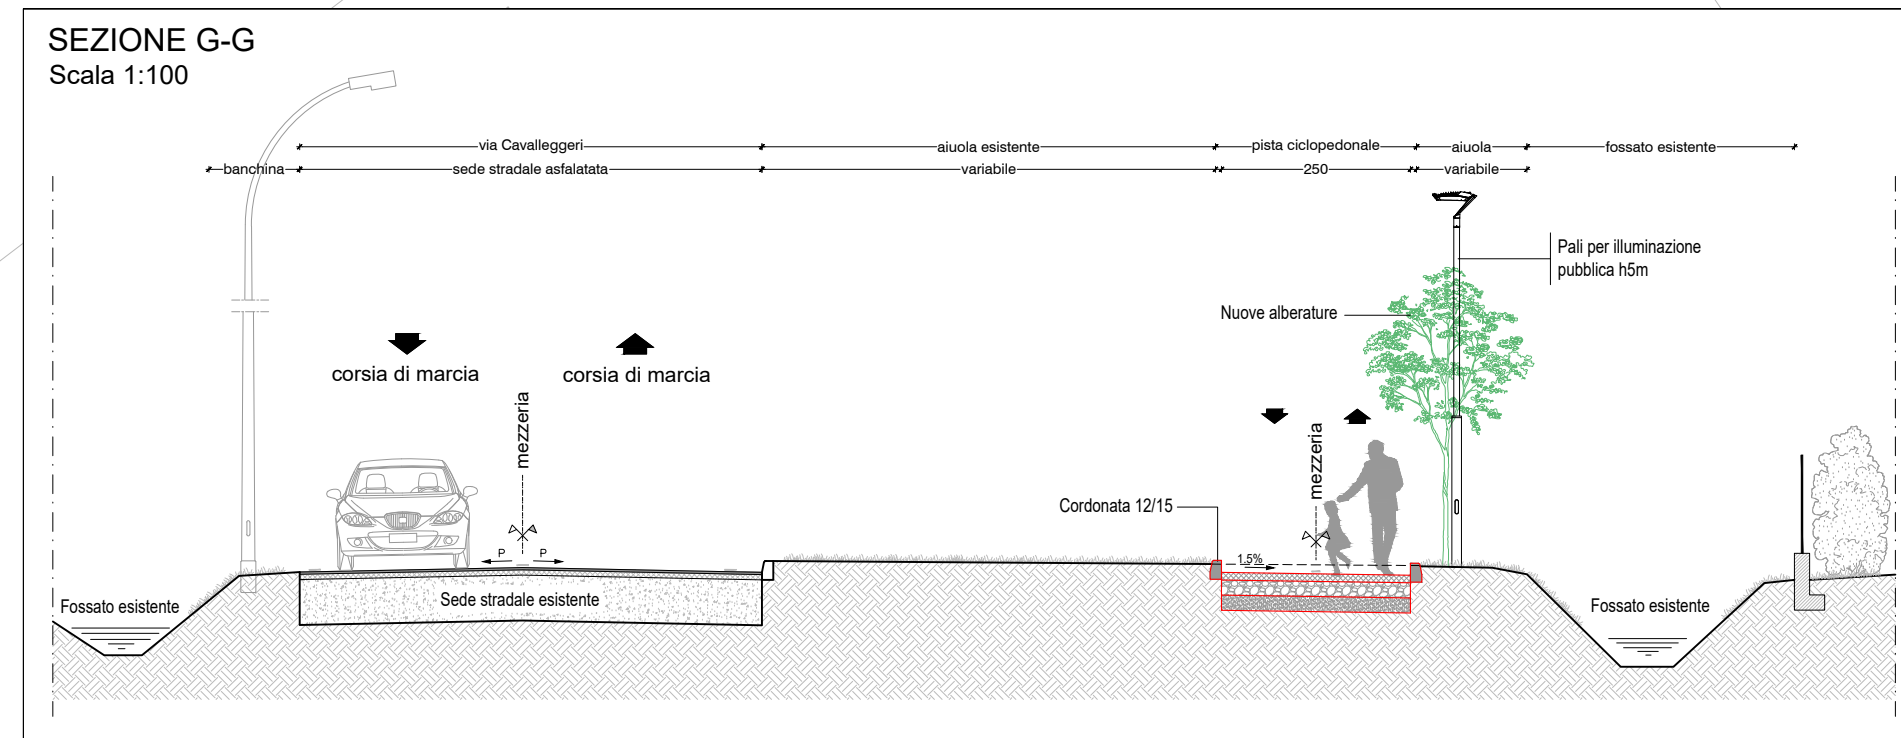 SEZIONE G-G
Scala 1:100
via Cavalleggeri
aiuola esistente
pista ciclopedonale
aiuola
fossato esistente
banchina
sede stradale asfalatata
variabile
250
variabile
Pali per illuminazione
pubblica h5m
Nuove alberature
corsia di marcia
corsia di marcia
mezzeria
mezzeria
Cordonata 12/15
P
P
1.5%
Fossato esistente
Sede stradale esistente
Fossato esistente